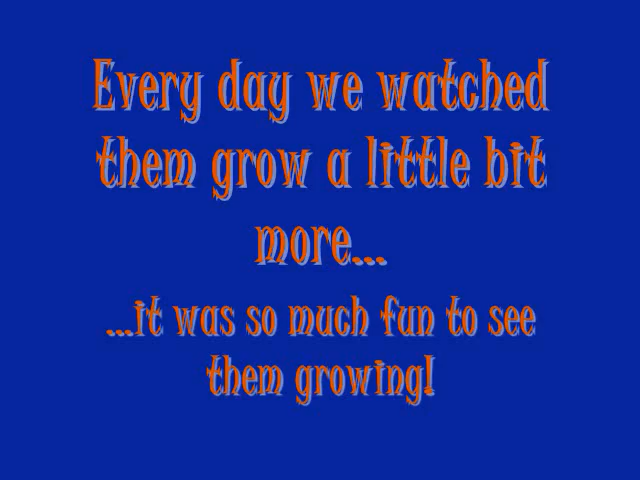 Every day we watched
them grow a little bit
more...
...it was so much fun to see
them growing!